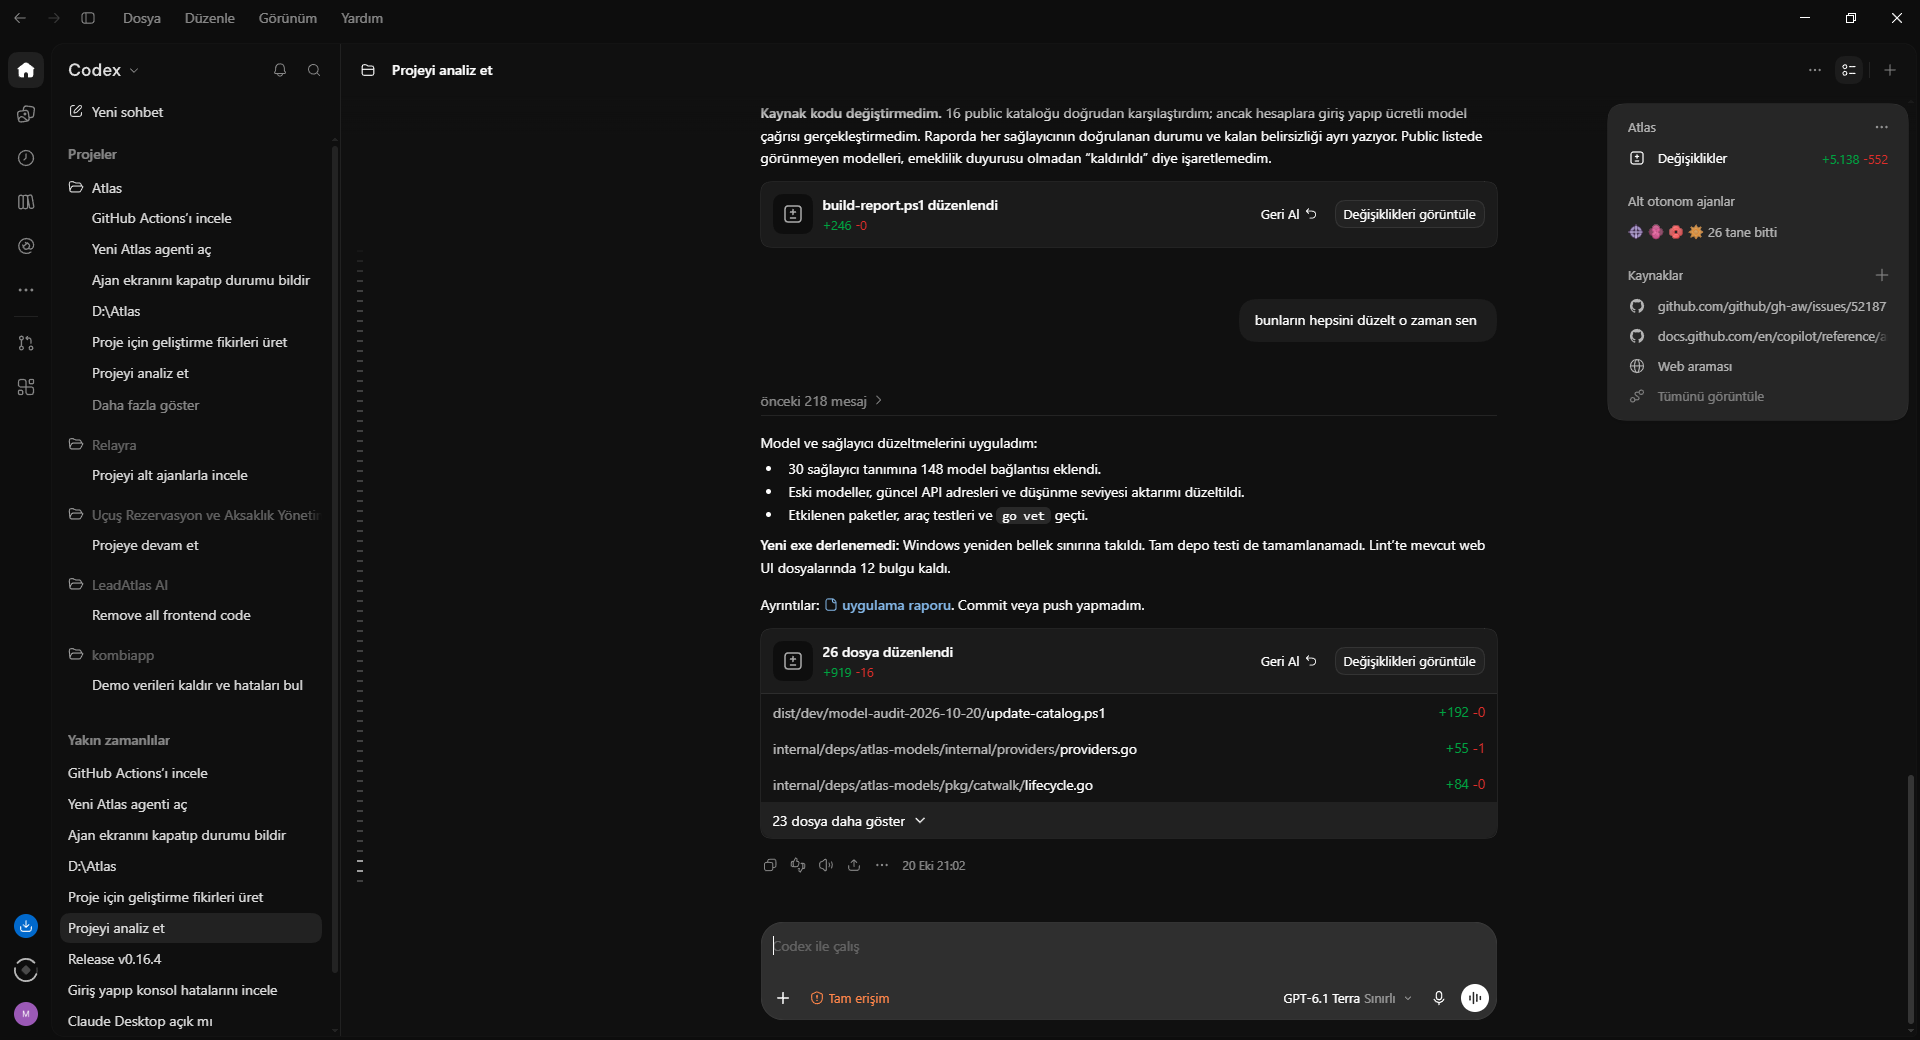 Dosya Düzenle Görünüm Yardım
Codex
Yeni sohbet
Projeler
Atlas
GitHub Actions'ı incele
Yeni Atlas agenti aç
Ajan ekranını kapatıp durumu bildir
D:\Atlas
Proje için geliştirme fikirleri üret
Projeyi analiz et
Daha fazla göster
Relayra
Projeyi alt ajanlarla incele
Uçuş Rezervasyon ve Aksaklık Yöneti
Projeye devam et
LeadAtlas AI
Remove all frontend code
kombiapp
Demo verileri kaldır ve hataları bul
Yakın zamanlılar
GitHub Actions'ı incele
Yeni Atlas agenti aç
Ajan ekranını kapatıp durumu bildir
D:\Atlas
Proje için geliştirme fikirleri üret
Projeyi analiz et
Release v0.16.4
Giriş yapıp konsol hatalarını incele
Claude Desktop açık mı
M
Projeyi analiz et
Kaynak kodu değiştirmedim. 16 public kataloğu doğrudan karşılaştırdım; ancak hesaplara giriş yapıp ücretli model
çağrısı gerçekleştirmedim. Raporda her sağlayıcının doğrulanan durumu ve kalan belirsizliği ayrı yazıyor. Public listede
görünmeyen modelleri, emeklilik duyurusu olmadan “kaldırıldı” diye işaretlemedim.
build-report.ps1 düzenlendi
+246 -0
Geri Al
Değişiklikleri görüntüle
bunların hepsini düzelt o zaman sen
önceki 218 mesaj
Model ve sağlayıcı düzeltmelerini uyguladım:
• 30 sağlayıcı tanımına 148 model bağlantısı eklendi.
• Eski modeller, güncel API adresleri ve düşünme seviyesi aktarımı düzeltildi.
• Etkilenen paketler, araç testleri ve go vet geçti.
Yeni exe derlenemedi: Windows yeniden bellek sınırına takıldı. Tam depo testi de tamamlanamadı. Lint'te mevcut web
UI dosyalarında 12 bulgu kaldı.
Ayrıntılar: uygulama raporu. Commit veya push yapmadım.
26 dosya düzenlendi
+919 -16
Geri Al
Değişiklikleri görüntüle
dist/dev/model-audit-2026-10-20/update-catalog.ps1 +192 -0
internal/deps/atlas-models/internal/providers/providers.go +55 -1
internal/deps/atlas-models/pkg/catwalk/lifecycle.go +84 -0
23 dosya daha göster
20 Eki 21:02
Codex ile çalış
Tam erişim
GPT-6.1 Terra Sınırlı
Atlas
Değişiklikler +5.138 -552
Alt otonom ajanlar
26 tane bitti
Kaynaklar
github.com/github/gh-aw/issues/52187
docs.github.com/en/copilot/reference/a
Web araması
Tümünü görüntüle